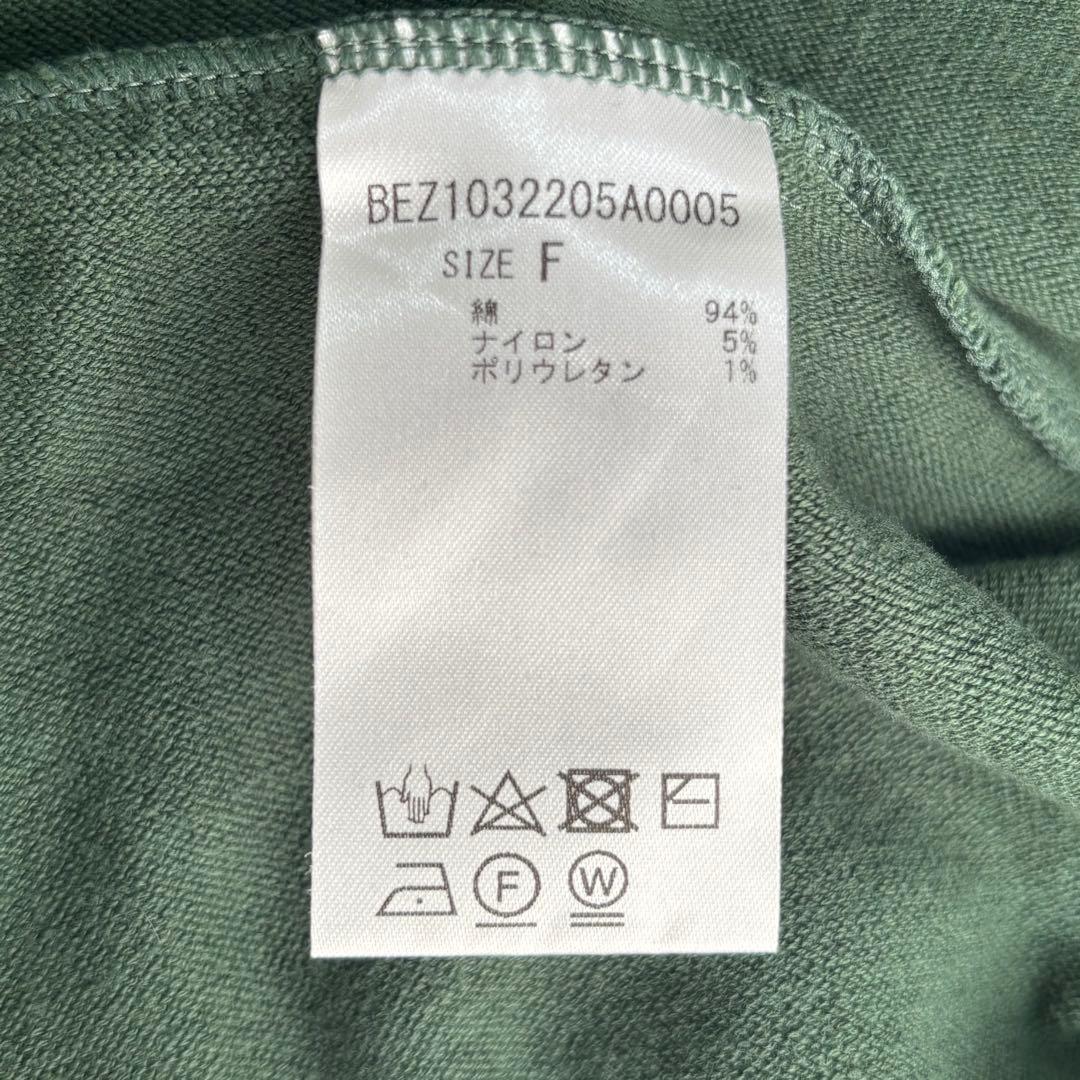 BEZ1032205A0005
SIZE F
綿 94%
ナイロン 5%
ポリウレタン 1%
F W